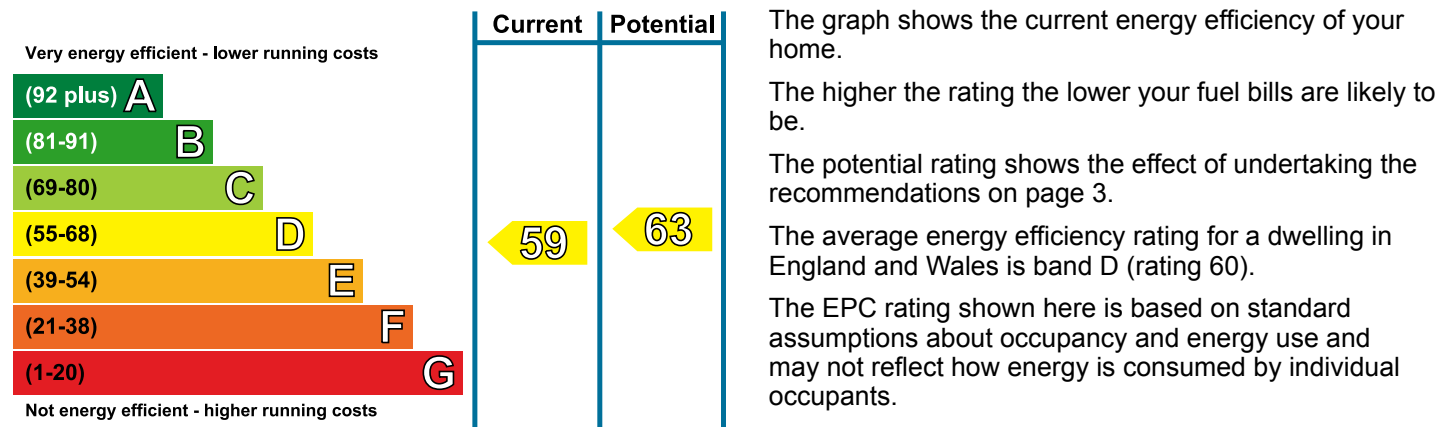 Current Potential
Very energy efficient - lower running costs
(92 plus) A
(81-91) B
(69-80) C
(55-68) D
(39-54) E
(21-38) F
(1-20) G
Not energy efficient - higher running costs
59
63
The graph shows the current energy efficiency of your
home.
The higher the rating the lower your fuel bills are likely to
be.
The potential rating shows the effect of undertaking the
recommendations on page 3.
The average energy efficiency rating for a dwelling in
England and Wales is band D (rating 60).
The EPC rating shown here is based on standard
assumptions about occupancy and energy use and
may not reflect how energy is consumed by individual
occupants.